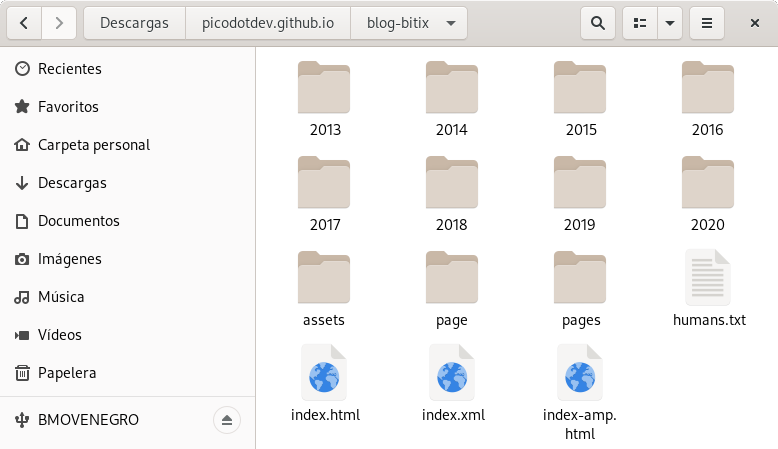 Descargas picodotdev.github.io blog-bitix
Recientes
Favoritos
Carpeta personal
Descargas
Documentos
Imágenes
Música
Vídeos
Papelera
BMOVENEGRO
2013 2014 2015 2016
2017 2018 2019 2020
assets page pages humans.txt
index.html index.xml index-amp.
html